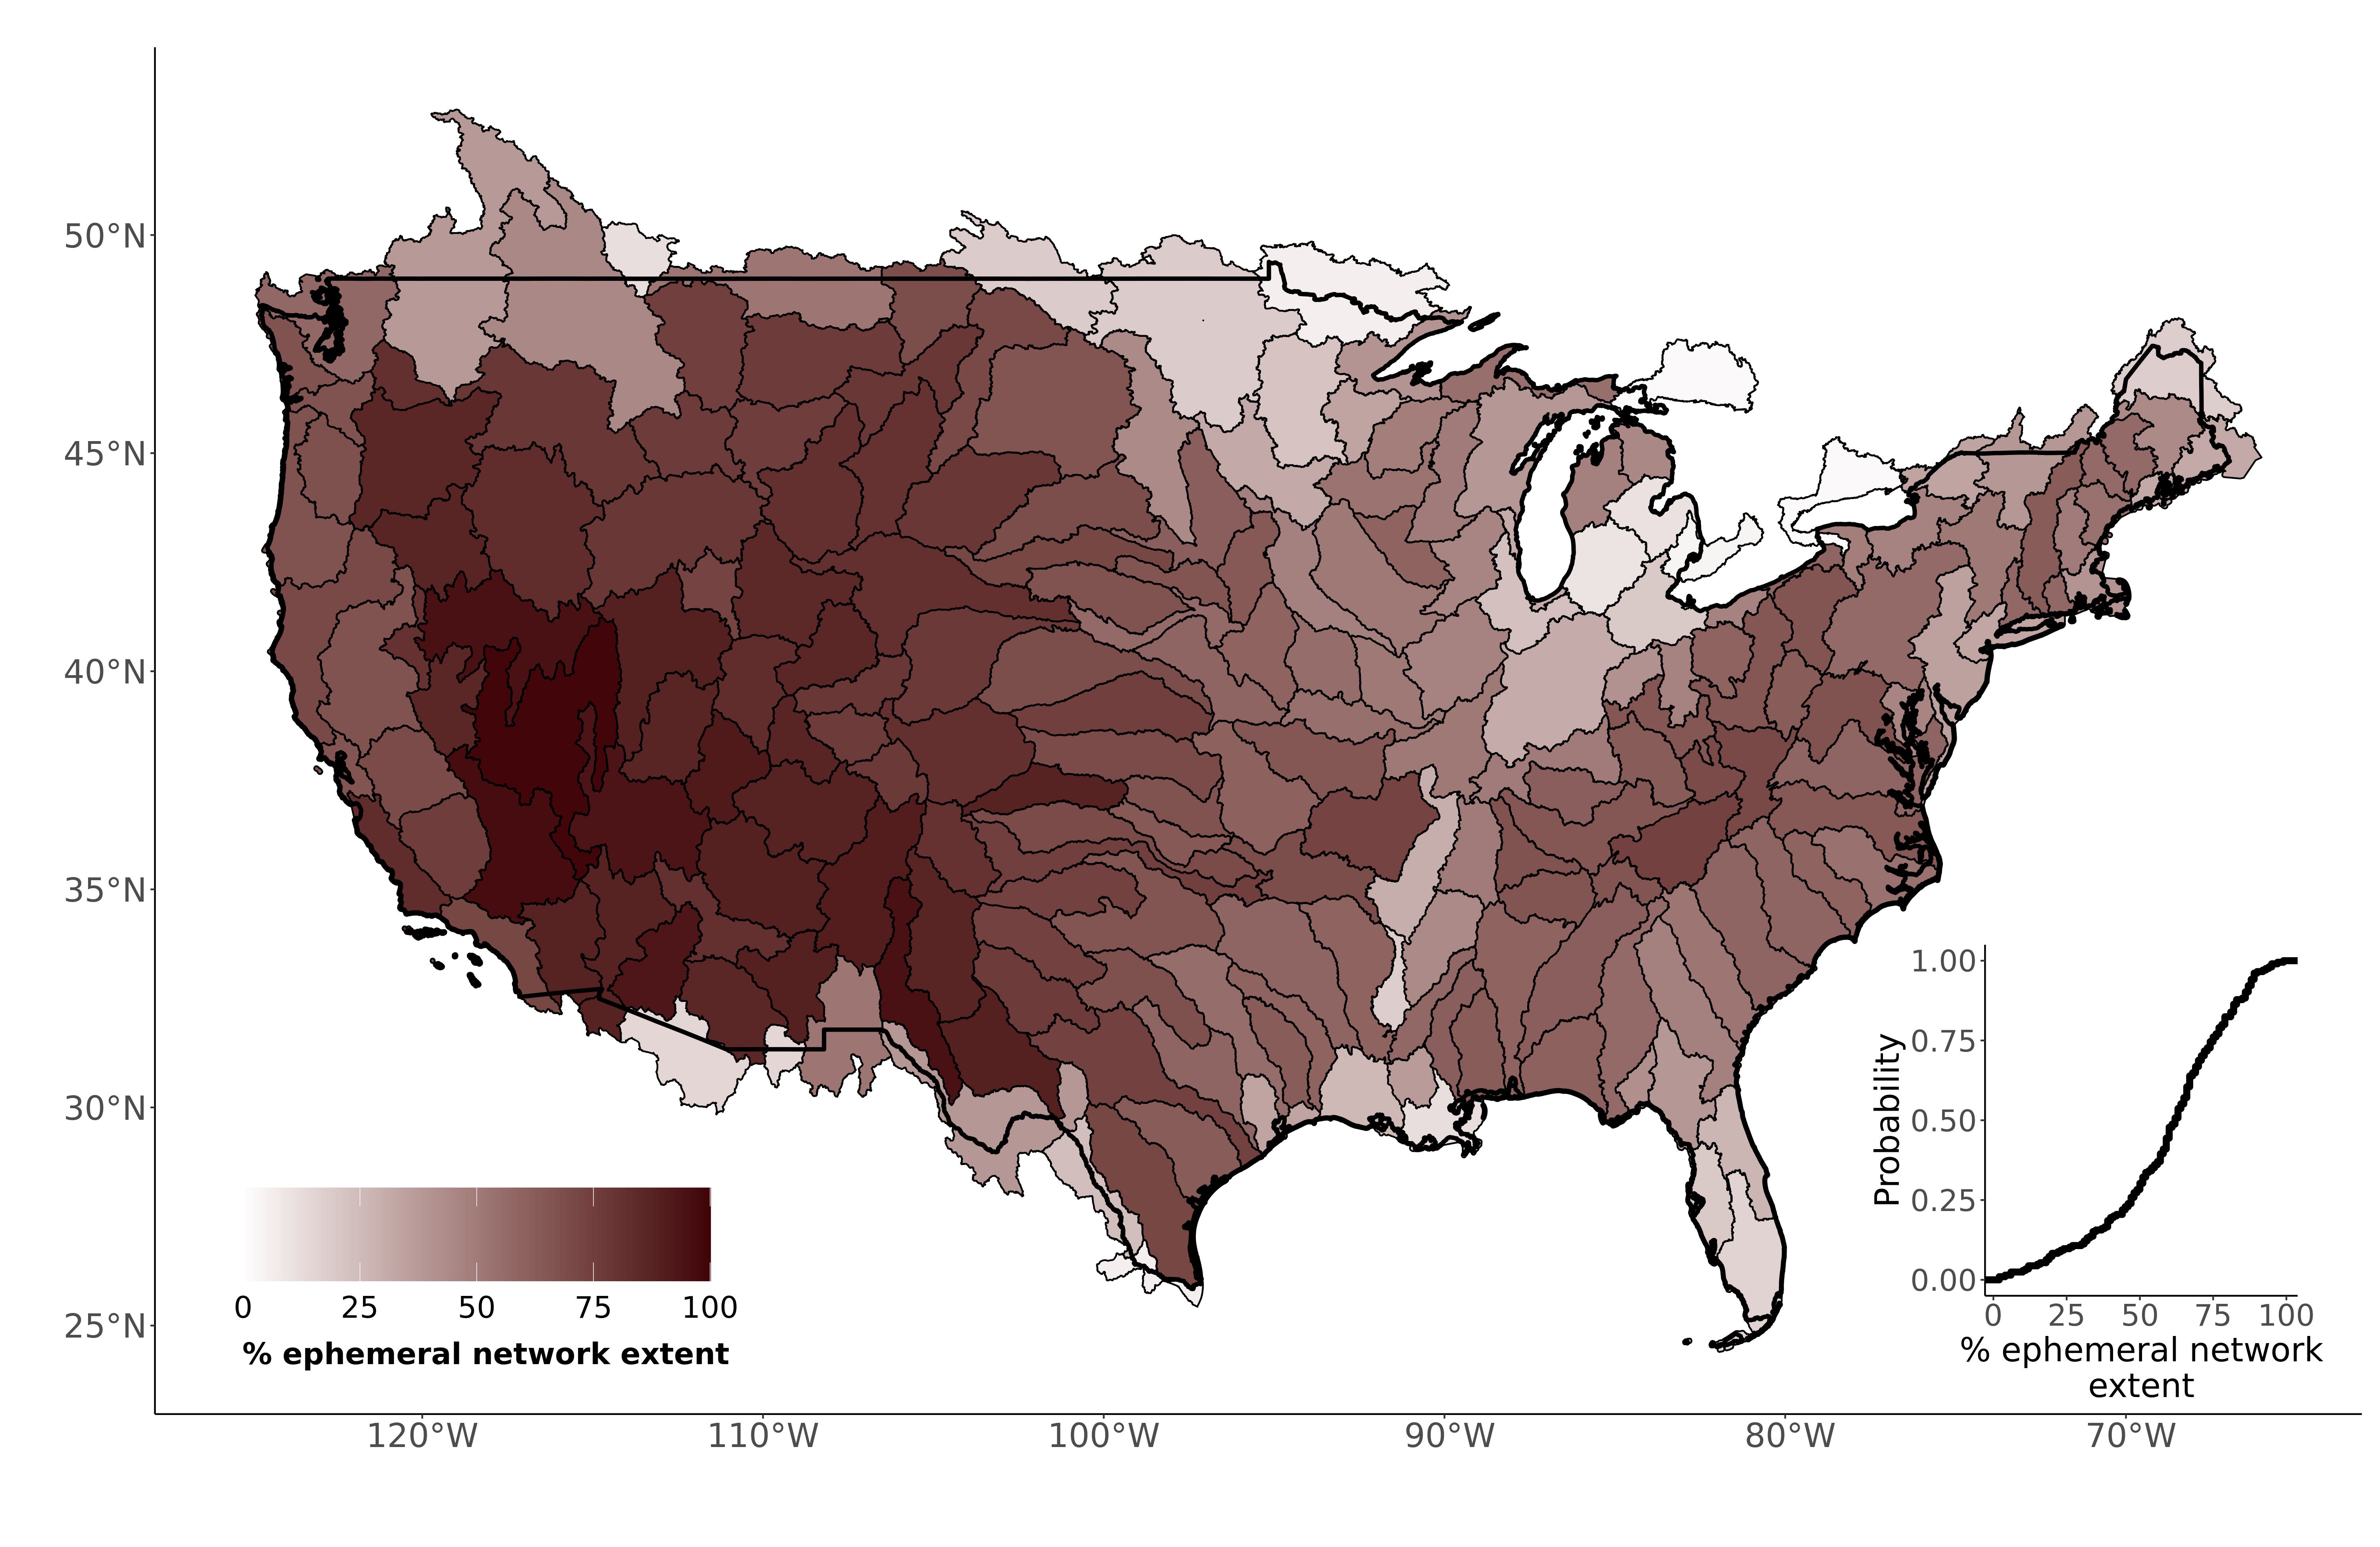 50°N
45°N
40°N
35°N
30°N
25°N
120°W
110°W
100°W
90°W
80°W
70°W
0 25 50 75 100
% ephemeral network extent
Probability
1.00
0.75
0.50
0.25
0.00
0 25 50 75 100
% ephemeral network
extent